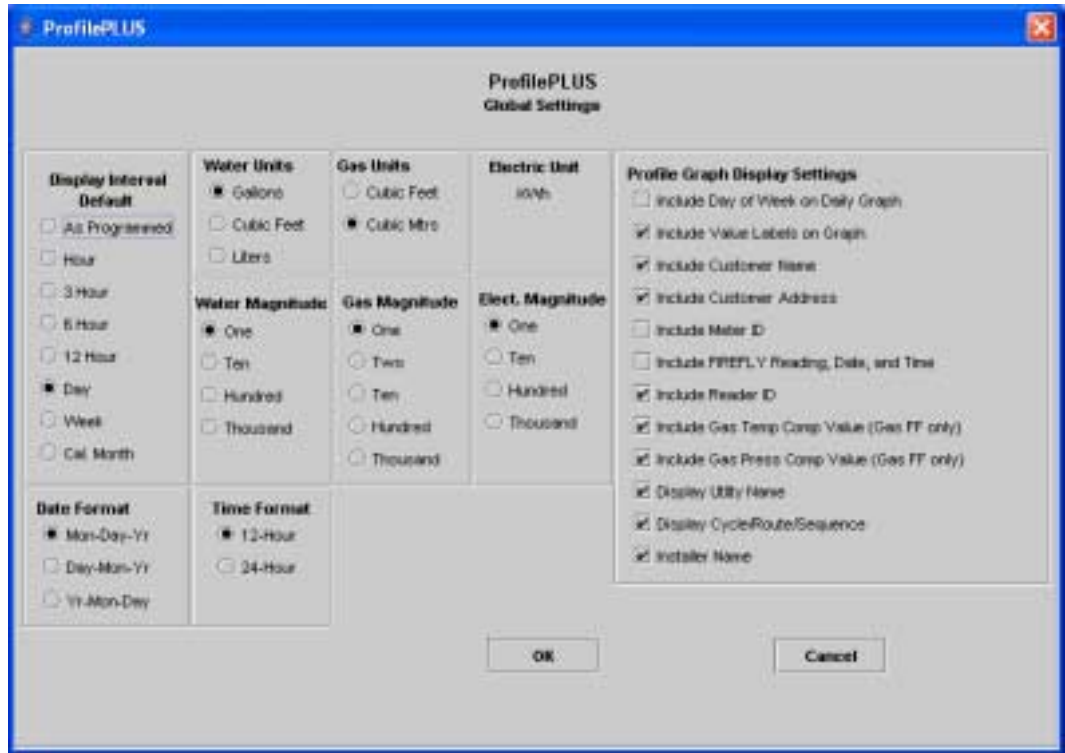 ProfilePLUS
ProfilePLUS
Global Settings
Display Interval
Default
As Programmed
Hour
3 Hour
6 Hour
12 Hour
Day
Week
Cal. Month
Water Units
Gallons
Cubic Feet
Liters
Gas Units
Cubic Feet
Cubic Mtrs
Electric Unit
kWh
Water Magnitude
One
Ten
Hundred
Thousand
Gas Magnitude
One
Two
Ten
Hundred
Thousand
Elect. Magnitude
One
Ten
Hundred
Thousand
Profile Graph Display Settings
Include Day of Week on Daily Graph
Include Value Labels on Graph
Include Customer Name
Include Customer Address
Include Meter ID
Include FIREFLY Reading, Date, and Time
Include Reader ID
Include Gas Temp Comp Value (Gas FF only)
Include Gas Press Comp Value (Gas FF only)
Display Utility Name
Display Cycle/Route/Sequence
Installer Name
Date Format
Mon-Day-Yr
Day-Mon-Yr
Yr-Mon-Day
Time Format
12-Hour
24-Hour
OK
Cancel